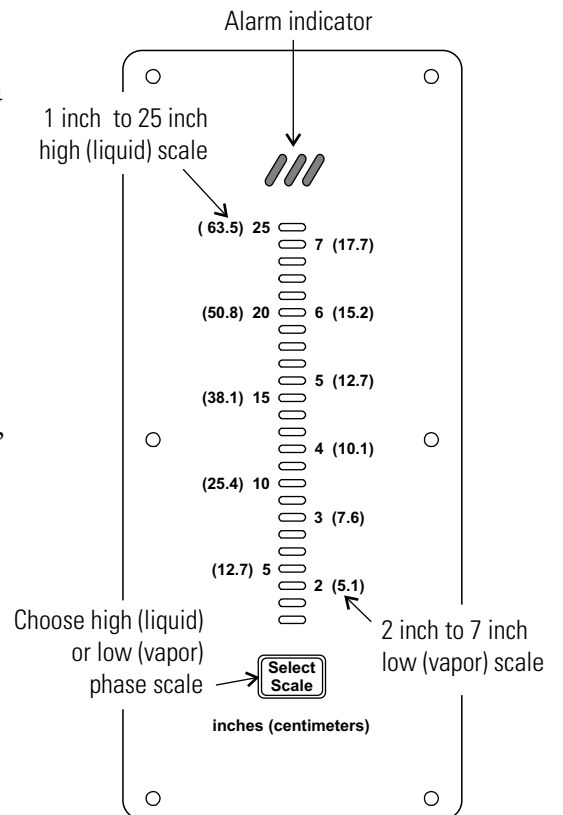 Alarm indicator
1 inch to 25 inch
high (liquid) scale
( 63.5) 25
7 (17.7)
(50.8) 20 6 (15.2)
5 (12.7)
(38.1) 15
4 (10.1)
(25.4) 10
3 (7.6)
(12.7) 5
2 (5.1)
Choose high (liquid)
or low (vapor)
phase scale
2 inch to 7 inch
low (vapor) scale
Select
Scale
inches (centimeters)